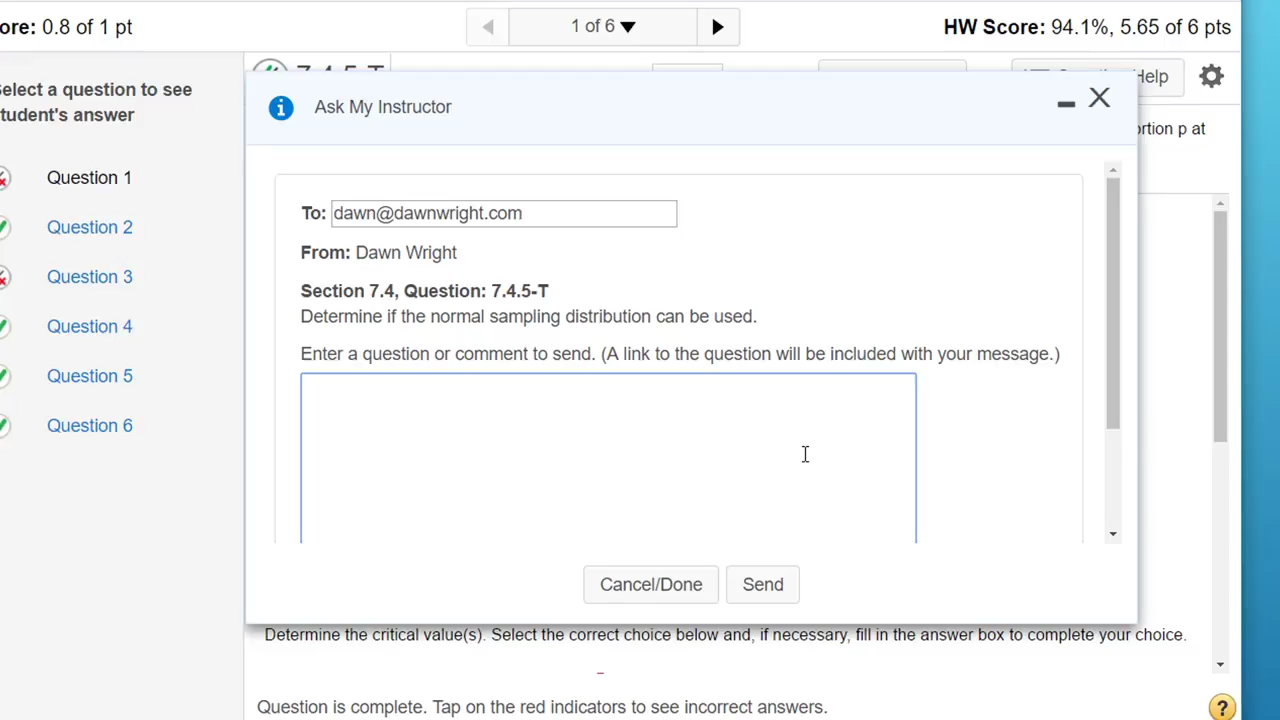 ore: 0.8 of 1 pt
1 of 6
HW Score: 94.1%, 5.65 of 6 pts
elect a question to see
tudent's answer
Question 1
Question 2
Question 3
Question 4
Question 5
Question 6
7.4.5-T
Question Help
ortion p at
Ask My Instructor
To: dawn@dawnwright.com
From: Dawn Wright
Section 7.4, Question: 7.4.5-T
Determine if the normal sampling distribution can be used.
Enter a question or comment to send. (A link to the question will be included with your message.)
Cancel/Done
Send
Determine the critical value(s). Select the correct choice below and, if necessary, fill in the answer box to complete your choice.
Question is complete. Tap on the red indicators to see incorrect answers.
?